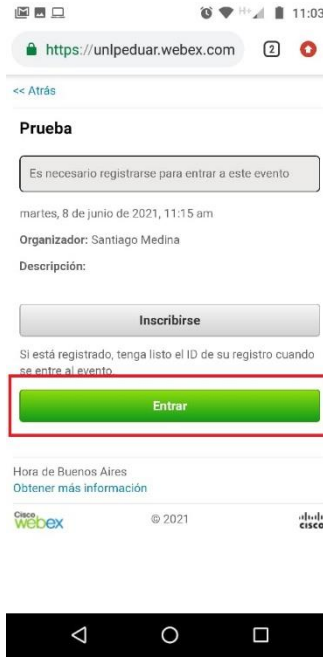 H+ 11:03
https://unlpeduar.webex.com 2
<< Atrás
Prueba
Es necesario registrarse para entrar a este evento
martes, 8 de junio de 2021, 11:15 am
Organizador: Santiago Medina
Descripción:
Inscribirse
Si está registrado, tenga listo el ID de su registro cuando
se entre al evento.
Entrar
Hora de Buenos Aires
Obtener más información
Cisco
webex © 2021 cisco